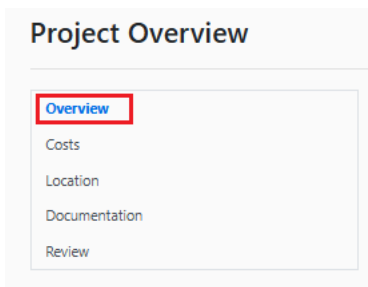 Project Overview
Overview
Costs
Location
Documentation
Review